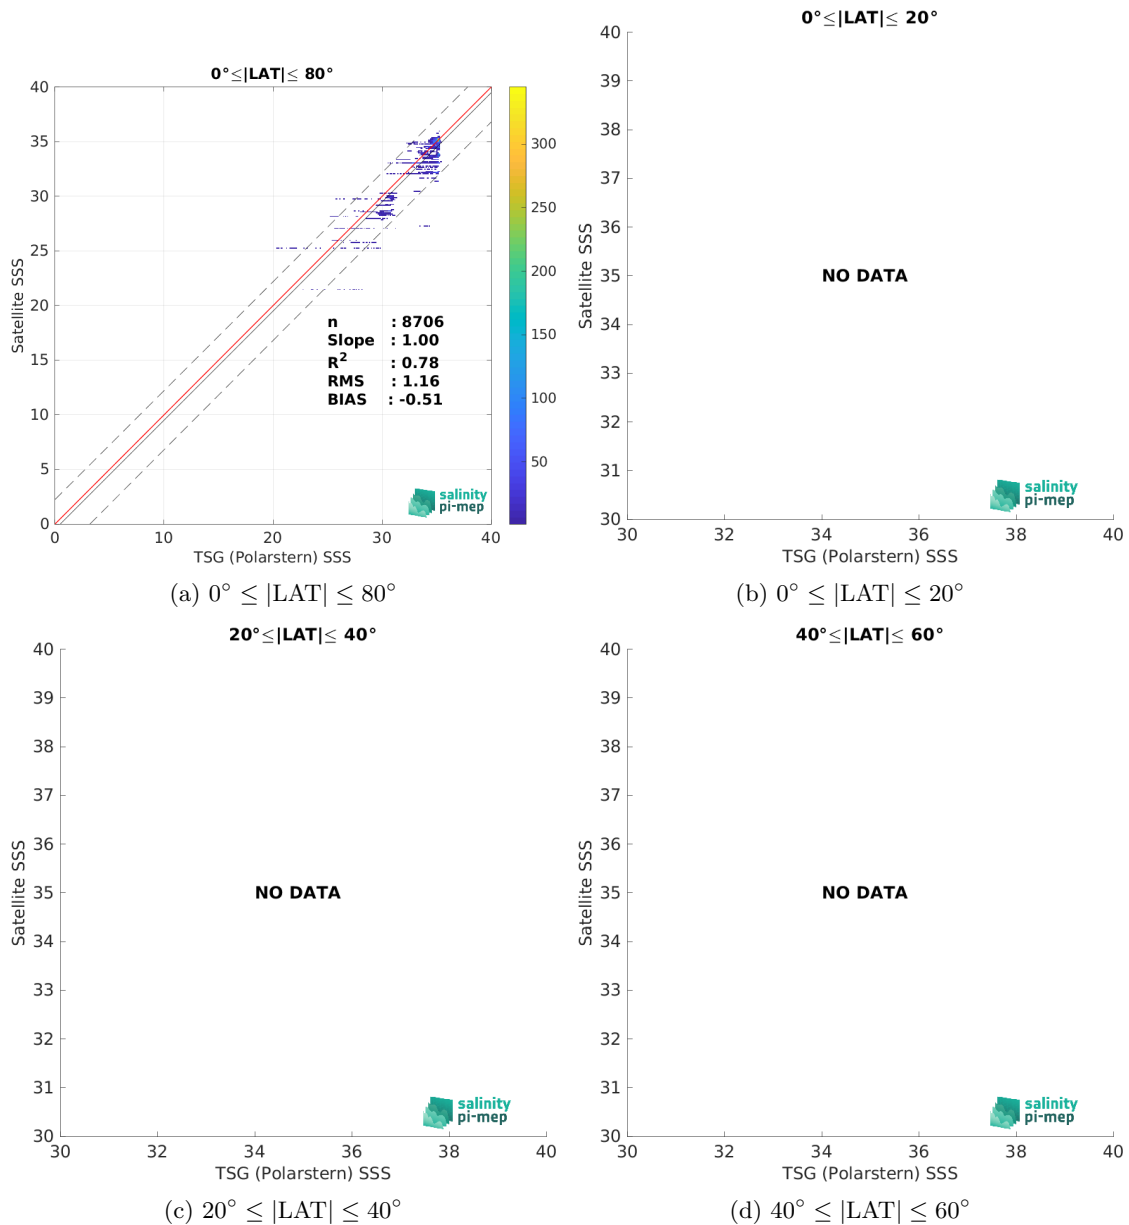 0°≤|LAT|≤ 80°
40
35
30
25
20
15
10
5
0
0
10
20
30
40
Satellite SSS
TSG (Polarstern) SSS
300
250
200
150
100
50
n : 8706
Slope : 1.00
R² : 0.78
RMS : 1.16
BIAS : -0.51
salinity
pi-mep
(a) 0° ≤ |LAT| ≤ 80°
0°≤|LAT|≤ 20°
40
39
38
37
36
35
34
33
32
31
30
30
32
34
36
38
40
Satellite SSS
TSG (Polarstern) SSS
NO DATA
salinity
pi-mep
(b) 0° ≤ |LAT| ≤ 20°
20°≤|LAT|≤ 40°
40
39
38
37
36
35
34
33
32
31
30
30
32
34
36
38
40
Satellite SSS
TSG (Polarstern) SSS
NO DATA
salinity
pi-mep
(c) 20° ≤ |LAT| ≤ 40°
40°≤|LAT|≤ 60°
40
39
38
37
36
35
34
33
32
31
30
30
32
34
36
38
40
Satellite SSS
TSG (Polarstern) SSS
NO DATA
salinity
pi-mep
(d) 40° ≤ |LAT| ≤ 60°